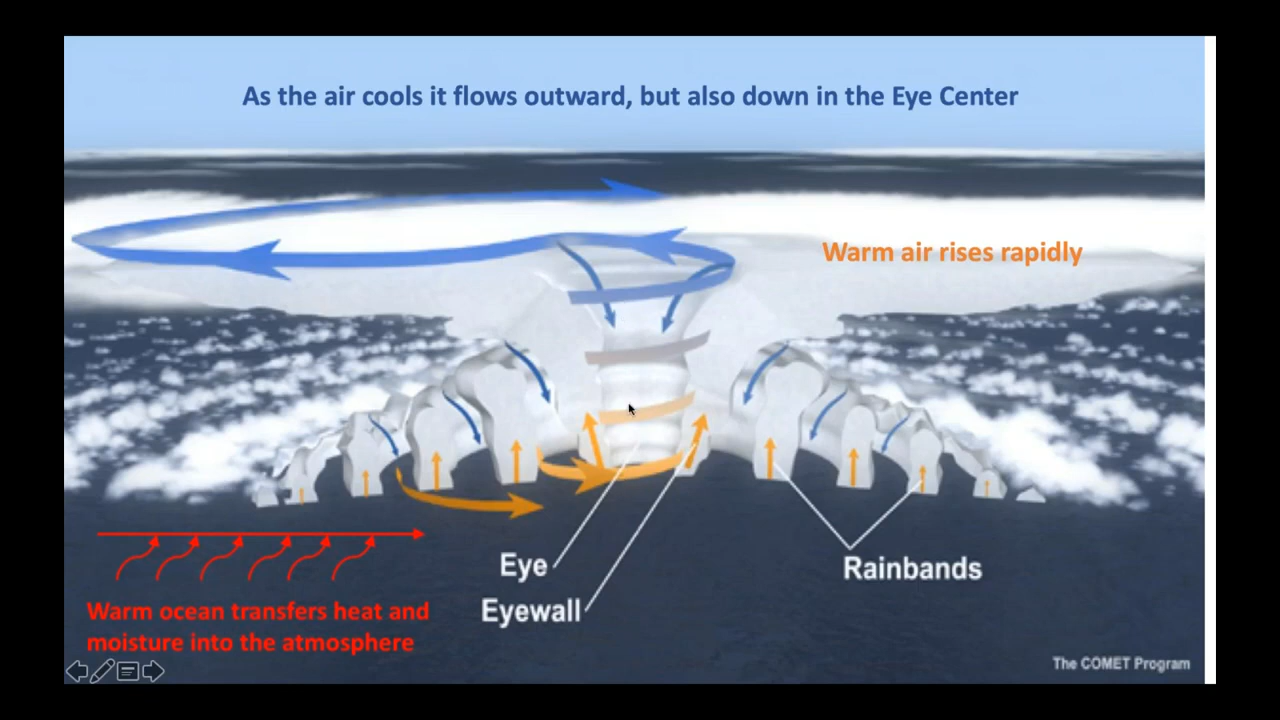 As the air cools it flows outward, but also down in the Eye Center
Warm air rises rapidly
Eye
Eyewall
Rainbands
Warm ocean transfers heat and
moisture into the atmosphere
The COMET Program